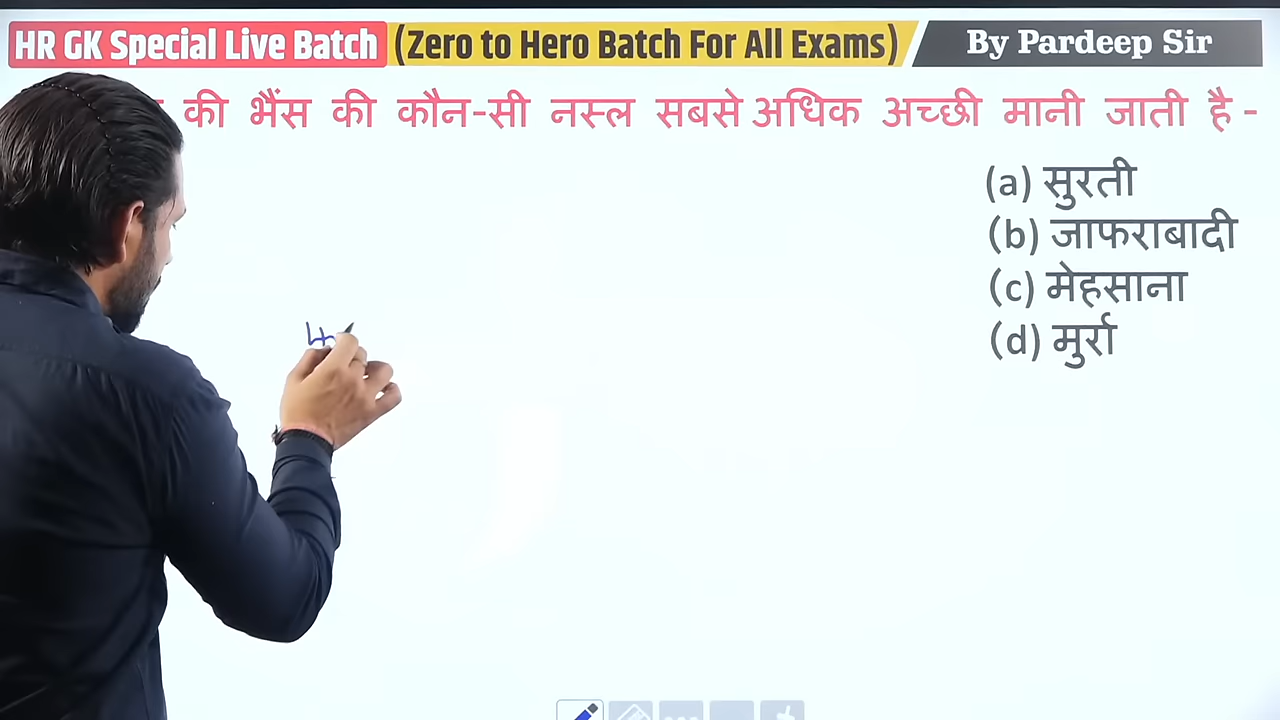 HR GK Special Live Batch (Zero to Hero Batch For All Exams) By Pardeep Sir
की भैंस की कौन-सी नस्ल सबसे अधिक अच्छी मानी जाती है -
(a) सुरती
(b) जाफराबादी
(c) मेहसाना
(d) मुर्रा